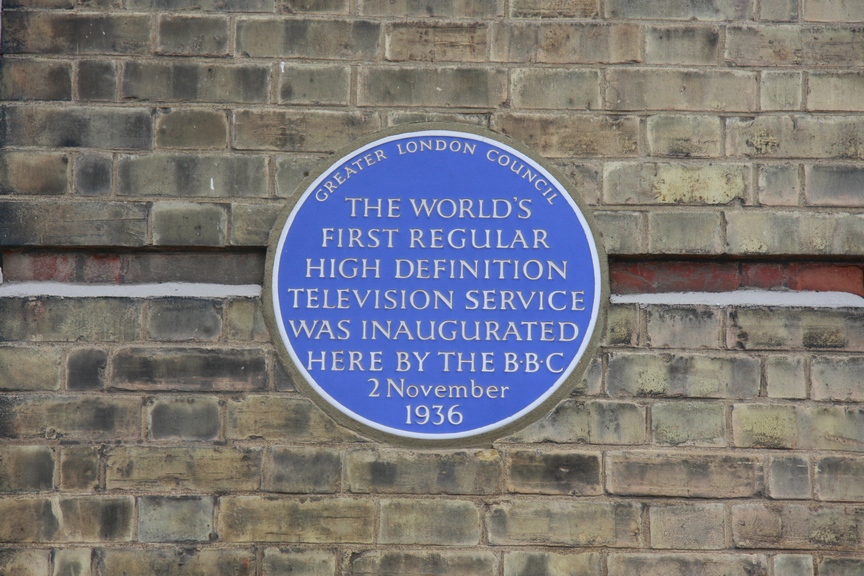 GREATER LONDON COUNCIL
THE WORLD'S
FIRST REGULAR
HIGH DEFINITION
TELEVISION SERVICE
WAS INAUGURATED
HERE BY THE B·B·C
2 November
1936